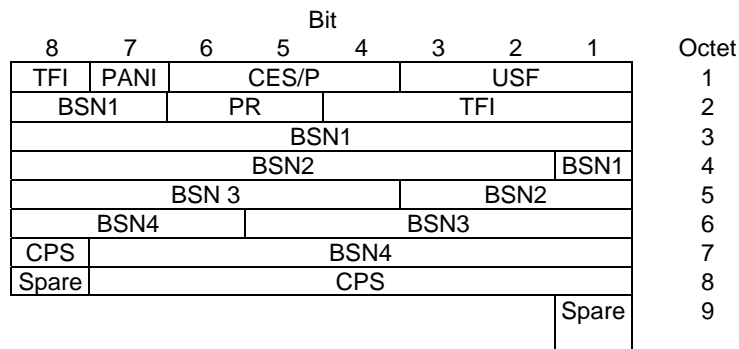 Bit
8 7 6 5 4 3 2 1 Octet
TFI PANI CES/P USF 1
BSN1 PR TFI 2
BSN1 3
BSN2 BSN1 4
BSN 3 BSN2 5
BSN4 BSN3 6
CPS BSN4 7
Spare CPS 8
Spare 9